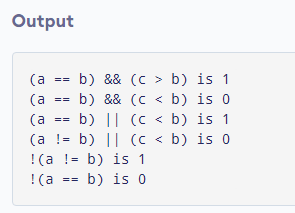 Output
(a == b) && (c > b) is 1
(a == b) && (c < b) is 0
(a == b) || (c < b) is 1
(a != b) || (c < b) is 0
!(a != b) is 1
!(a == b) is 0